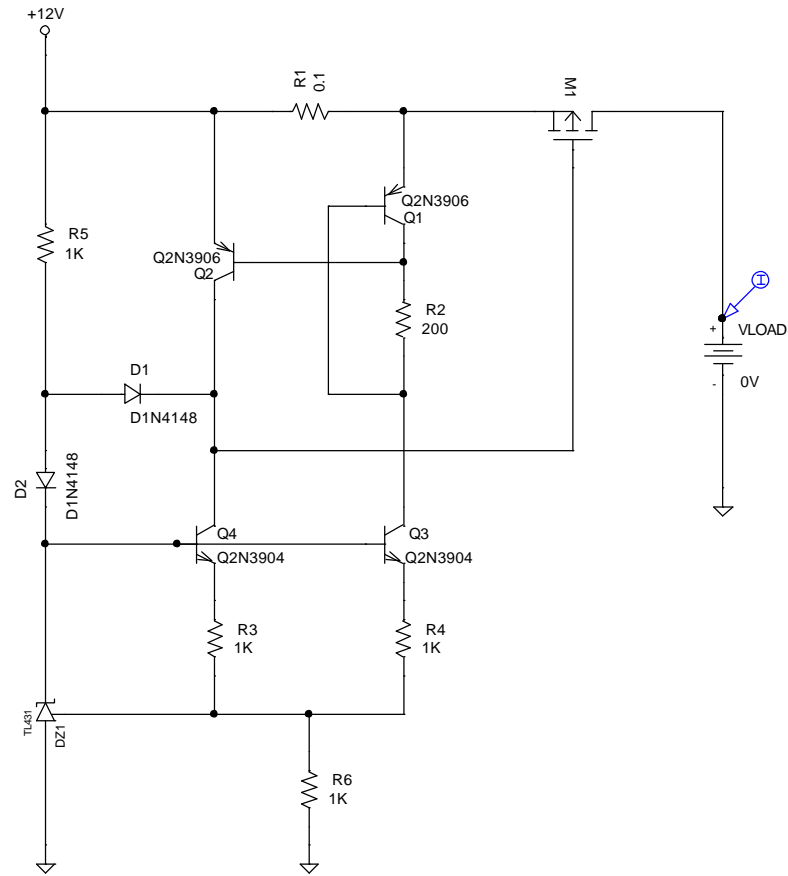 +12V
R1
0.1
M1
Q2N3906
Q1
R5
1K
Q2N3906
Q2
I
R2
200
+
VLOAD
-
0V
D1
D1N4148
D2
D1N4148
Q4
Q2N3904
Q3
Q2N3904
R3
1K
R4
1K
TL431
DZ1
R6
1K